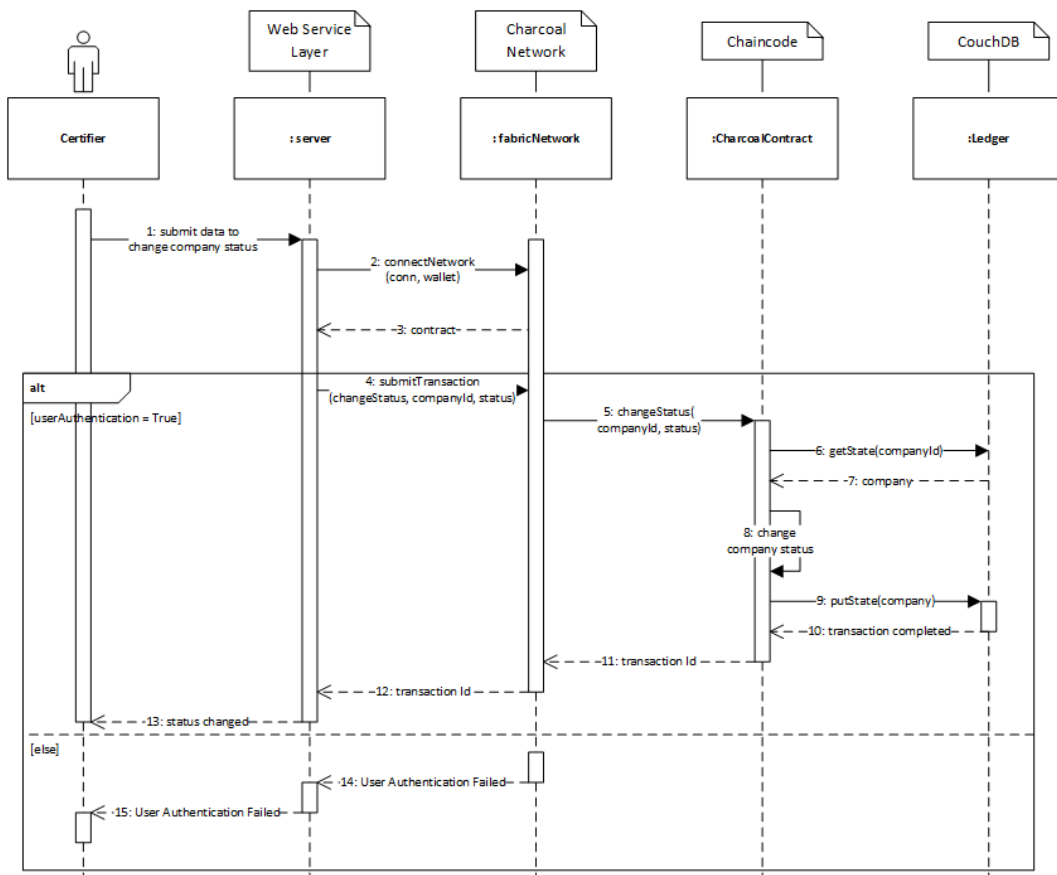 Web Service
Layer
Charcoal
Network
Chaincode
CouchDB
Certifier
: server
: fabricNetwork
:CharcoalContract
:Ledger
1: submit data to
change company status
2: connectNetwork
(conn, wallet)
3: contract
alt
4: submitTransaction
(changeStatus, companyId, status)
[userAuthentication = True]
5: changeStatus(
companyId, status)
6: getState(companyId)
7: company
8: change
company status
9: putState(company)
10: transaction completed
11: transaction Id
12: transaction Id
13: status changed
[else]
14: User Authentication Failed
15: User Authentication Failed